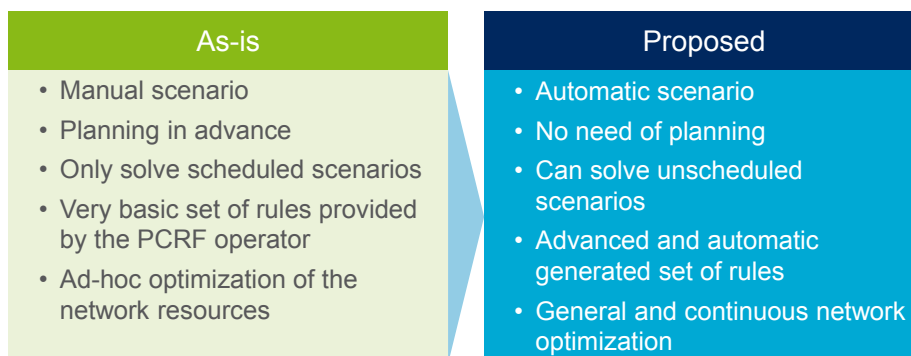 As-is
• Manual scenario
• Planning in advance
• Only solve scheduled scenarios
• Very basic set of rules provided
by the PCRF operator
• Ad-hoc optimization of the
network resources
Proposed
• Automatic scenario
• No need of planning
• Can solve unscheduled
scenarios
• Advanced and automatic
generated set of rules
• General and continuous network
optimization